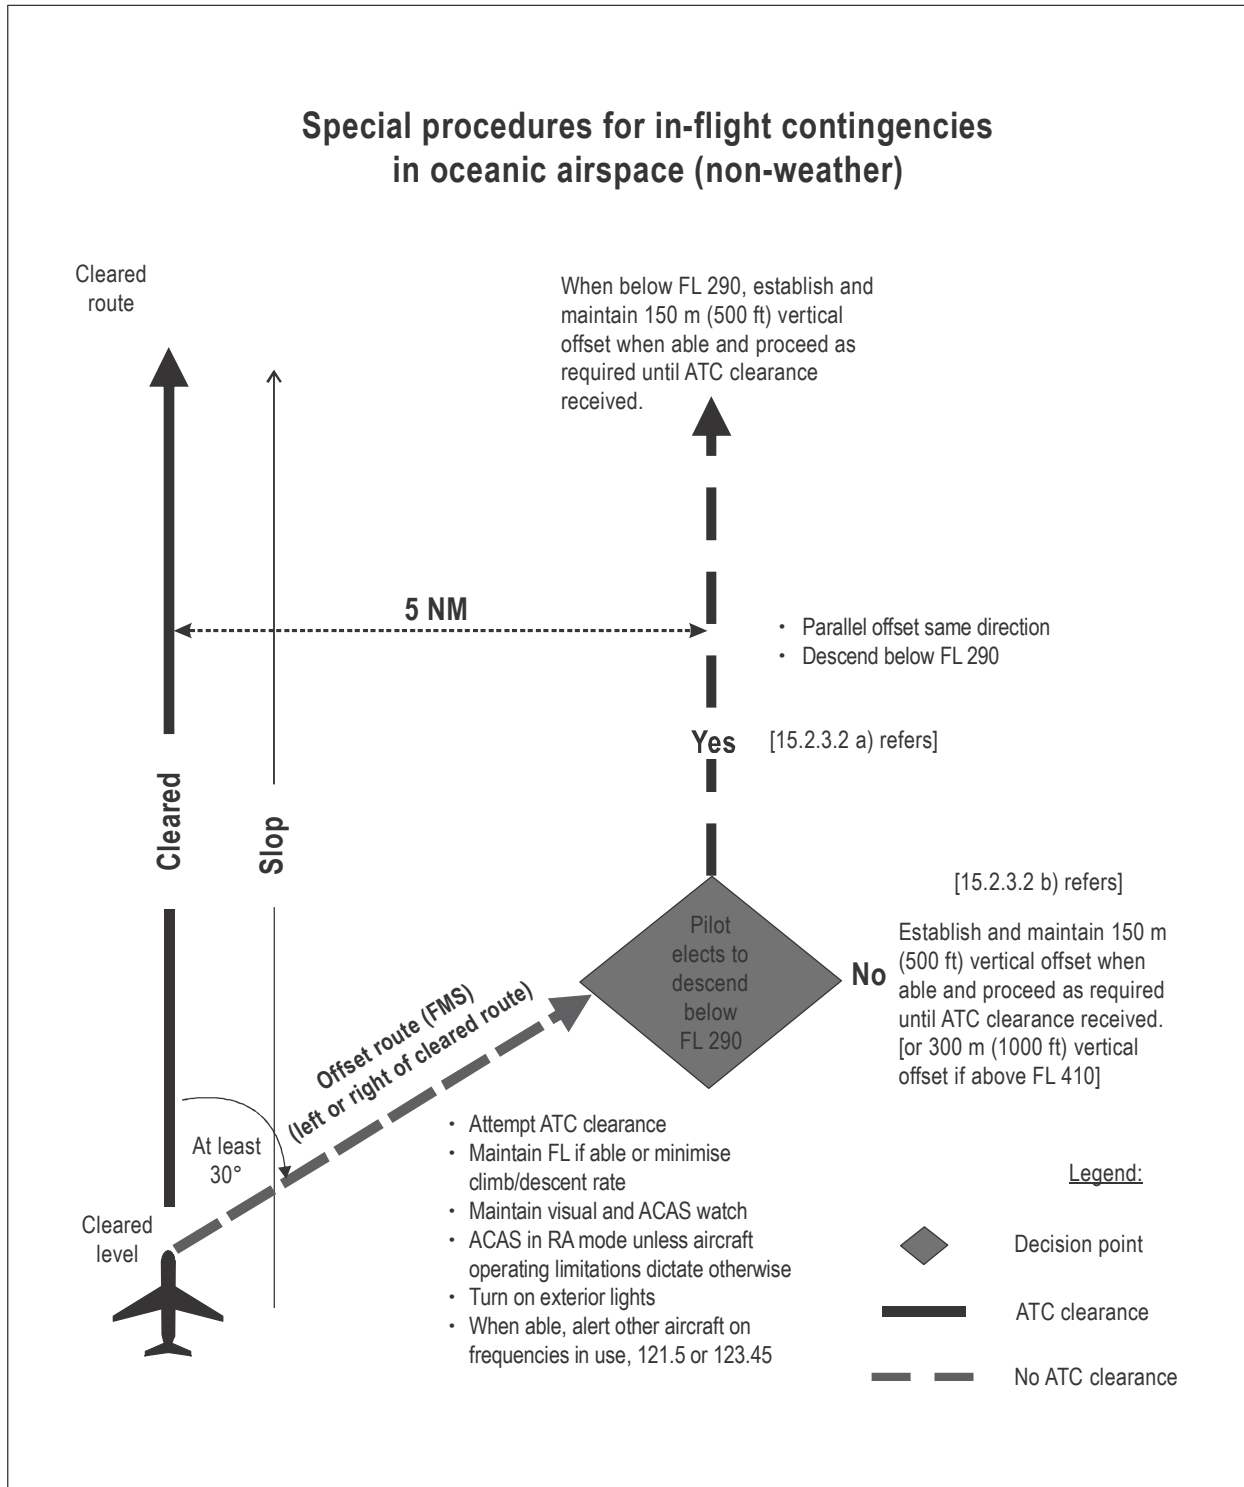 Special procedures for in-flight contingencies
in oceanic airspace (non-weather)
Cleared
route
When below FL 290, establish and
maintain 150 m (500 ft) vertical
offset when able and proceed as
required until ATC clearance
received.
5 NM
• Parallel offset same direction
• Descend below FL 290
Yes
[15.2.3.2 a) refers]
Cleared
Slop
[15.2.3.2 b) refers]
Pilot
elects to
descend
below
FL 290
No
Establish and maintain 150 m
(500 ft) vertical offset when
able and proceed as required
until ATC clearance received.
[or 300 m (1000 ft) vertical
offset if above FL 410]
Offset route (FMS)
(left or right of cleared route)
At least
30°
Cleared
level
• Attempt ATC clearance
• Maintain FL if able or minimise
climb/descent rate
• Maintain visual and ACAS watch
• ACAS in RA mode unless aircraft
operating limitations dictate otherwise
• Turn on exterior lights
• When able, alert other aircraft on
frequencies in use, 121.5 or 123.45
Legend:
Decision point
ATC clearance
No ATC clearance